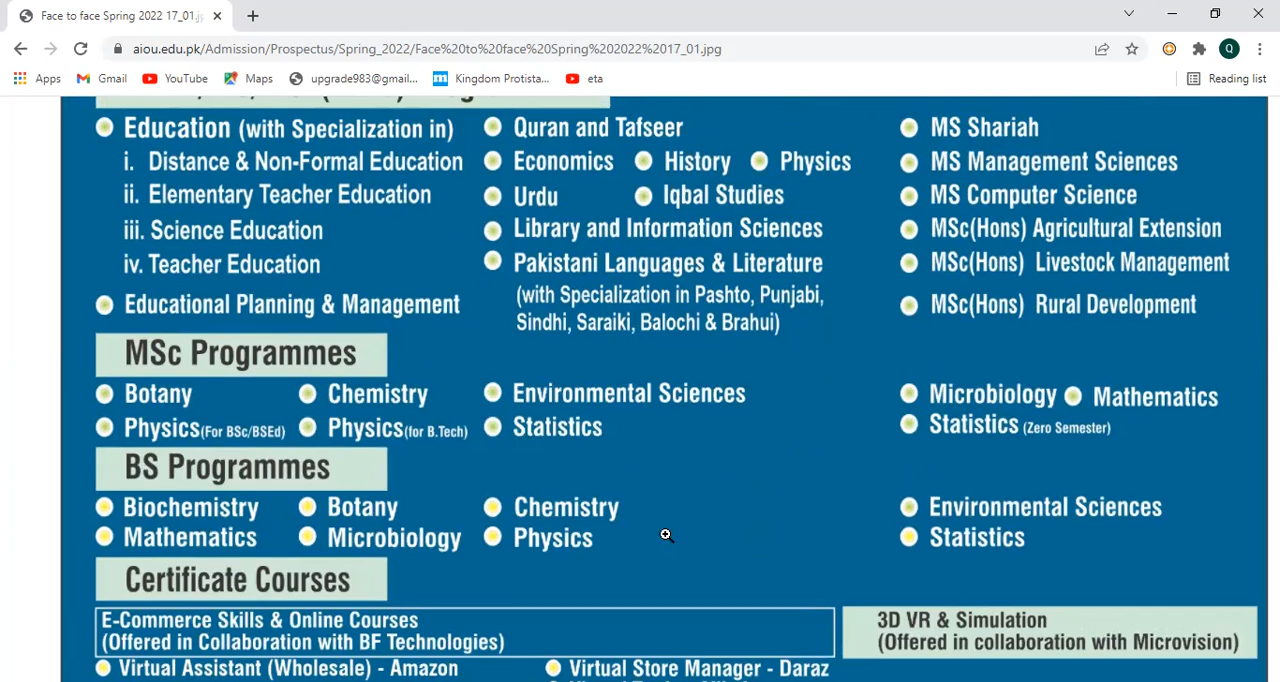 Face to face Spring 2022 17_01.jp
aiou.edu.pk/Admission/Prospectus/Spring_2022/Face%20to%20face%20Spring%202022%2017_01.jpg
Q
Apps Gmail YouTube Maps upgrade983@gmail... Kingdom Protista... eta Reading list
Education (with Specialization in)
i. Distance & Non-Formal Education
ii. Elementary Teacher Education
iii. Science Education
iv. Teacher Education
Educational Planning & Management
Quran and Tafseer
Economics History Physics
Urdu Iqbal Studies
Library and Information Sciences
Pakistani Languages & Literature
(with Specialization in Pashto, Punjabi,
Sindhi, Saraiki, Balochi & Brahui)
MS Shariah
MS Management Sciences
MS Computer Science
MSc(Hons) Agricultural Extension
MSc(Hons) Livestock Management
MSc(Hons) Rural Development
MSc Programmes
Botany Chemistry Environmental Sciences Microbiology Mathematics
Physics(For BSc/BSEd) Physics(for B.Tech) Statistics Statistics (Zero Semester)
BS Programmes
Biochemistry Botany Chemistry Environmental Sciences
Mathematics Microbiology Physics Statistics
Certificate Courses
E-Commerce Skills & Online Courses
(Offered in Collaboration with BF Technologies)
3D VR & Simulation
(Offered in collaboration with Microvision)
Virtual Assistant (Wholesale) - Amazon Virtual Store Manager - Daraz